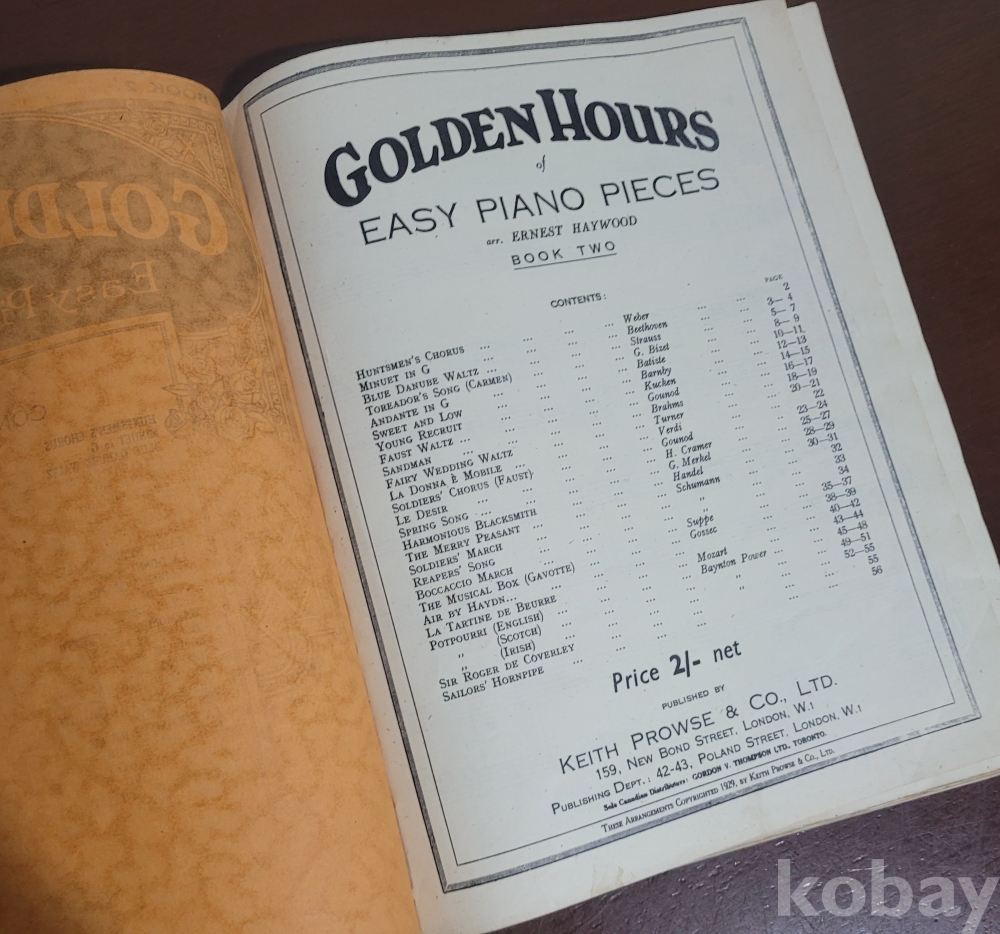 GOLDEN HOURS
of
EASY PIANO PIECES
arr. ERNEST HAYWOOD
BOOK TWO
CONTENTS:
PAGE
HUNTSMEN'S CHORUS ... ... ... ... Weber ... ... 2
MINUET IN G ... ... ... ... Beethoven ... ... 3—4
BLUE DANUBE WALTZ ... ... ... Strauss ... ... 5—7
TOREADOR'S SONG (CARMEN) ... ... ... G. Bizet ... ... 8—9
ANDANTE IN G ... ... ... ... Batiste ... ... 10—11
SWEET AND LOW ... ... ... ... Barnby ... ... 12—13
YOUNG RECRUIT ... ... ... ... Kucken ... ... 14—15
FAUST WALTZ ... ... ... ... Gounod ... ... 16—17
SANDMAN ... ... ... ... Brahms ... ... 18—19
FAIRY WEDDING WALTZ ... ... ... Turner ... ... 20—21
LA DONNA È MOBILE ... ... ... Verdi ... ... 22
SOLDIERS' CHORUS (FAUST) ... ... ... Gounod ... ... 23—24
LE DESIR ... ... ... ... H. Cramer ... ... 25—27
SPRING SONG ... ... ... ... G. Merkel ... ... 28—29
HARMONIOUS BLACKSMITH ... ... ... Handel ... ... 30—31
THE MERRY PEASANT ... ... ... Schumann ... ... 32
SOLDIERS' MARCH ... ... ... „ ... ... 33
REAPERS' SONG ... ... ... „ ... ... 34
BOCCACCIO MARCH ... ... ... Suppe ... ... 35—37
THE MUSICAL BOX (GAVOTTE) ... ... ... Gossec ... ... 38—39
AIR BY HAYDN... ... ... ... ... ... 40—42
LA TARTINE DE BEURRE ... ... ... Mozart ... ... 43—44
POTPOURRI (ENGLISH) ... ... ... Baynton Power ... ... 45—48
„ (SCOTCH) ... ... ... „ ... ... 49—51
„ (IRISH) ... ... ... „ ... ... 52—55
SIR ROGER DE COVERLEY ... ... ... ... ... 55
SAILORS' HORNPIPE ... ... ... ... ... 56
Price 2/- net
PUBLISHED BY
KEITH PROWSE & CO., LTD.
159, NEW BOND STREET, LONDON, W.1
PUBLISHING DEPT.: 42-43, POLAND STREET, LONDON, W.1
Sole Canadian Distributors: GORDON V. THOMPSON LTD., TORONTO.
THESE ARRANGEMENTS COPYRIGHTED 1929, BY KEITH PROWSE & CO., LTD.
BOOK 2
GOLD
Easy P
CON
HUNTSMEN'S CHORUS
MINUET IN G
kobay